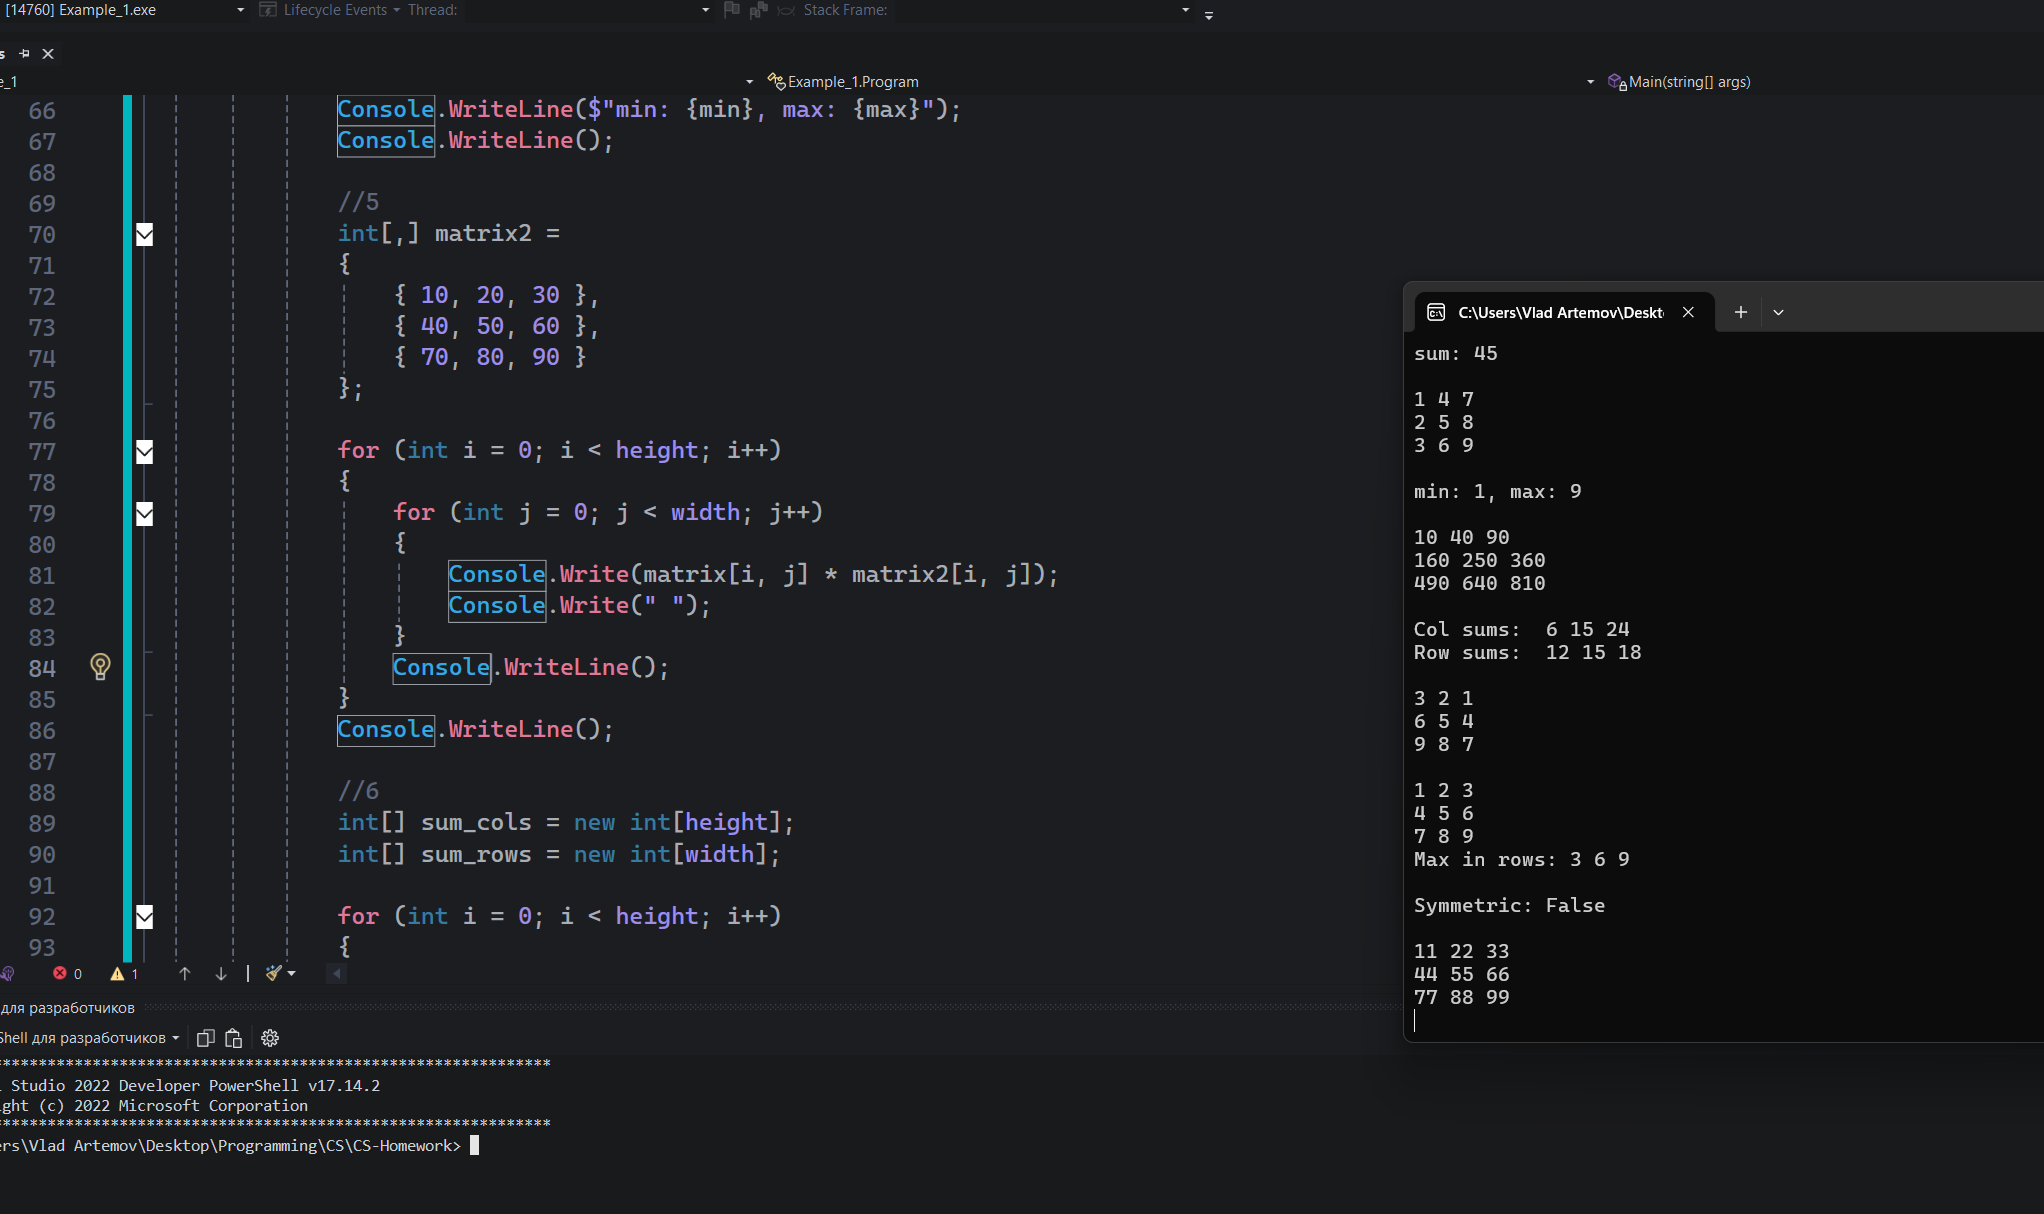 [14760] Example_1.exe Lifecycle Events Thread: Stack Frame:
s
e_1 Example_1.Program Main(string[] args)
66 Console.WriteLine($"min: {min}, max: {max}");
67 Console.WriteLine();
68
69 //5
70 int[,] matrix2 =
71 {
72 { 10, 20, 30 },
73 { 40, 50, 60 },
74 { 70, 80, 90 }
75 };
76
77 for (int i = 0; i < height; i++)
78 {
79 for (int j = 0; j < width; j++)
80 {
81 Console.Write(matrix[i, j] * matrix2[i, j]);
82 Console.Write(" ");
83 }
84 Console.WriteLine();
85 }
86 Console.WriteLine();
87
88 //6
89 int[] sum_cols = new int[height];
90 int[] sum_rows = new int[width];
91
92 for (int i = 0; i < height; i++)
93 {
0 1
для разработчиков
Shell для разработчиков
**************************************************************
l Studio 2022 Developer PowerShell v17.14.2
ight (c) 2022 Microsoft Corporation
**************************************************************
ers\Vlad Artemov\Desktop\Programming\CS\CS-Homework>
C:\Users\Vlad Artemov\Deskt
sum: 45
1 4 7
2 5 8
3 6 9
min: 1, max: 9
10 40 90
160 250 360
490 640 810
Col sums:  6 15 24
Row sums:  12 15 18
3 2 1
6 5 4
9 8 7
1 2 3
4 5 6
7 8 9
Max in rows: 3 6 9
Symmetric: False
11 22 33
44 55 66
77 88 99